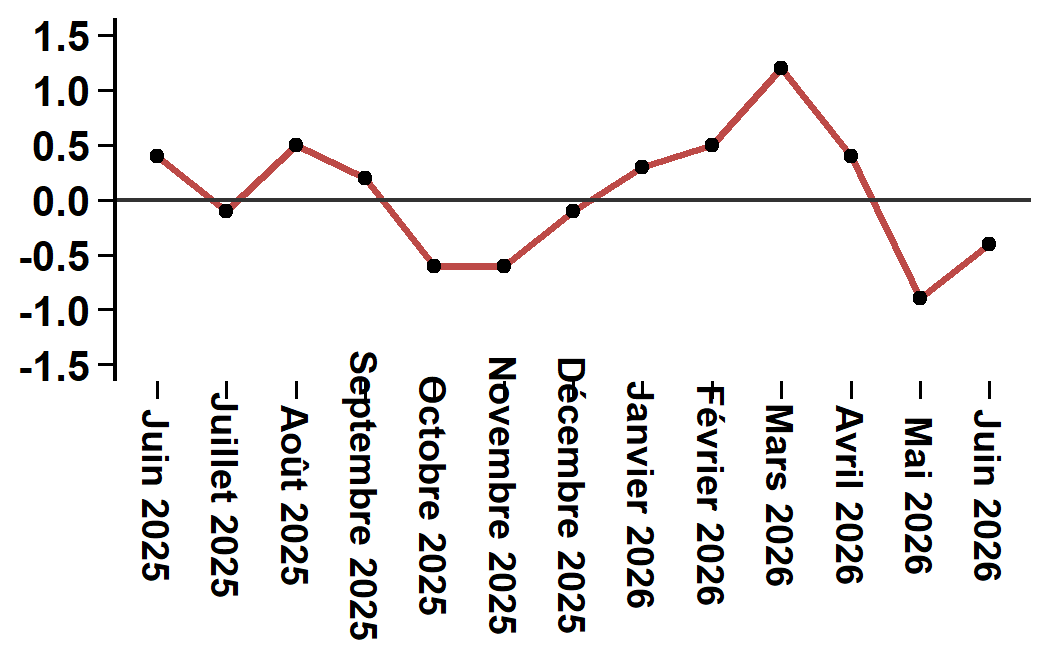 1.5
1.0
0.5
0.0
-0.5
-1.0
-1.5
Juin 2025
Juillet 2025
Août 2025
Septembre 2025
Octobre 2025
Novembre 2025
Décembre 2025
Janvier 2026
Février 2026
Mars 2026
Avril 2026
Mai 2026
Juin 2026